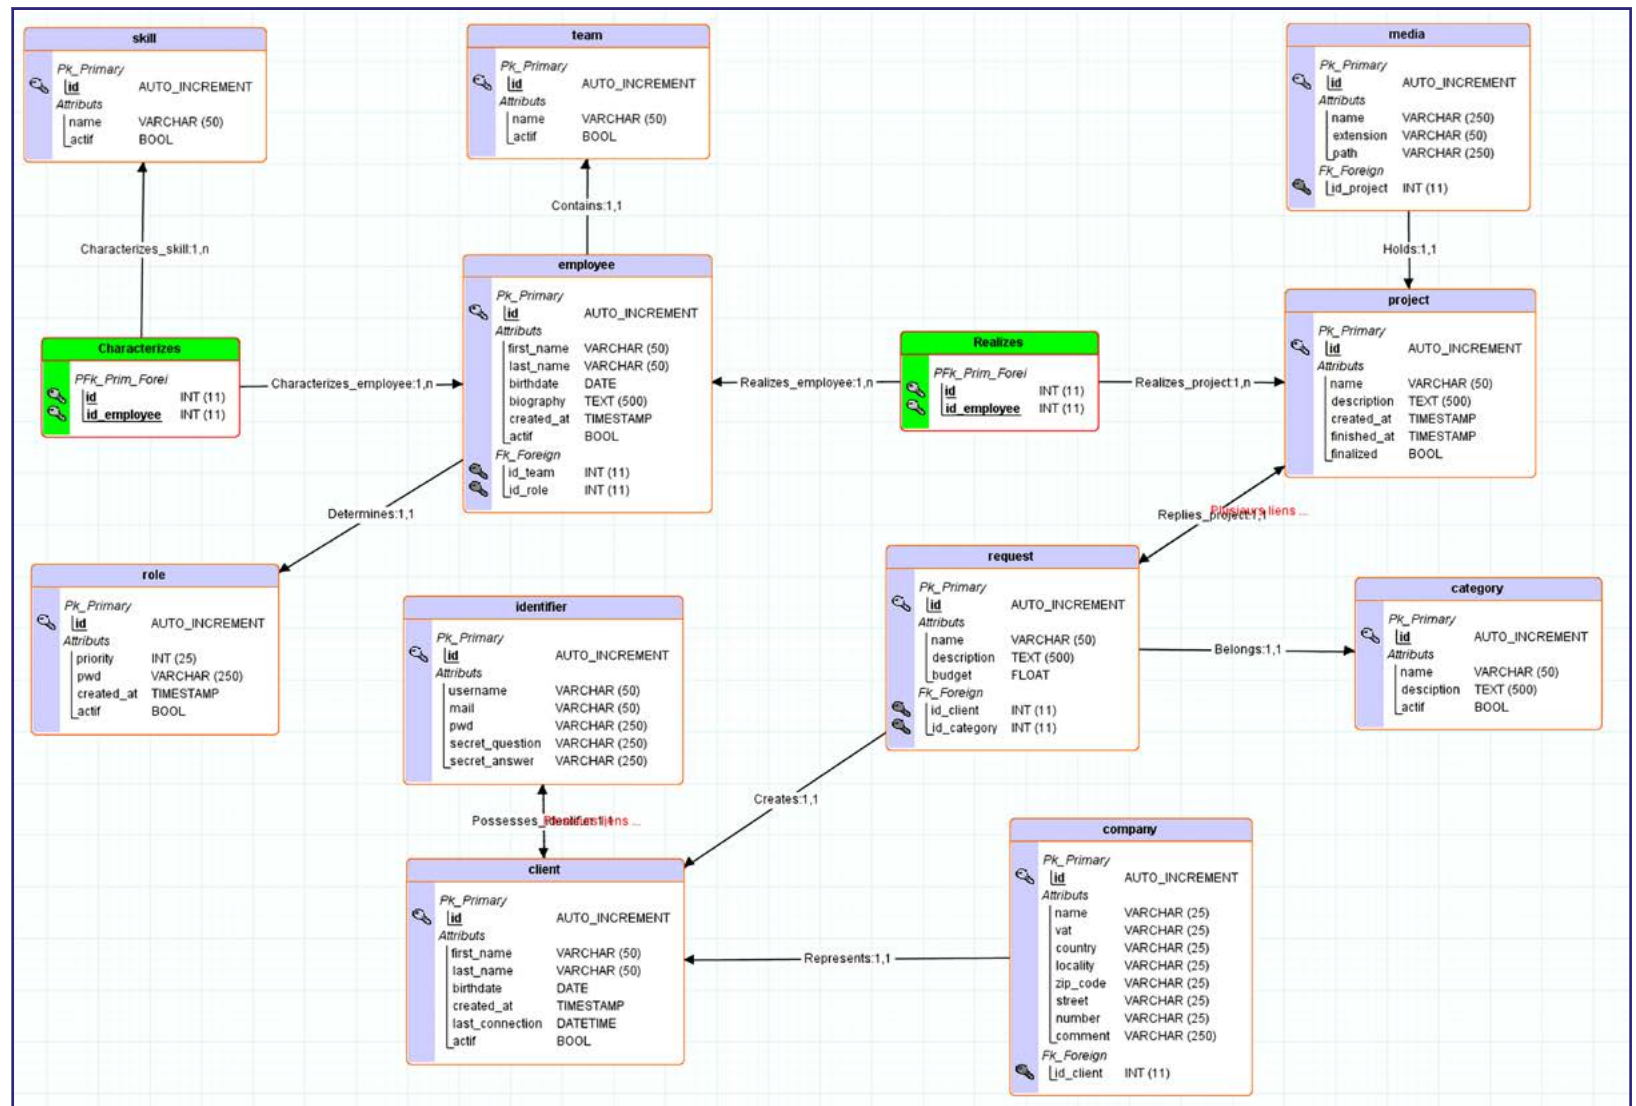 skill
Pk_Primary
id AUTO_INCREMENT
Attributs
name VARCHAR (50)
actif BOOL
team
Pk_Primary
id AUTO_INCREMENT
Attributs
name VARCHAR (50)
actif BOOL
media
Pk_Primary
id AUTO_INCREMENT
Attributs
name VARCHAR (250)
extension VARCHAR (50)
path VARCHAR (250)
Fk_Foreign
id_project INT (11)
Characterizes_skill:1,n
Contains:1,1
Holds:1,1
Characterizes
PFk_Prim_Forei
id INT (11)
id_employee INT (11)
Characterizes_employee:1,n
employee
Pk_Primary
id AUTO_INCREMENT
Attributs
first_name VARCHAR (50)
last_name VARCHAR (50)
birthdate DATE
biography TEXT (500)
created_at TIMESTAMP
actif BOOL
Fk_Foreign
id_team INT (11)
id_role INT (11)
Realizes_employee:1,n
Realizes
PFk_Prim_Forei
id INT (11)
id_employee INT (11)
Realizes_project:1,n
project
Pk_Primary
id AUTO_INCREMENT
Attributs
name VARCHAR (50)
description TEXT (500)
created_at TIMESTAMP
finished_at TIMESTAMP
finalized BOOL
Determines:1,1
Replies_project:1,1
Plusieurs liens ...
role
Pk_Primary
id AUTO_INCREMENT
Attributs
priority INT (25)
pwd VARCHAR (250)
created_at TIMESTAMP
actif BOOL
identifier
Pk_Primary
id AUTO_INCREMENT
Attributs
username VARCHAR (50)
mail VARCHAR (50)
pwd VARCHAR (250)
secret_question VARCHAR (250)
secret_answer VARCHAR (250)
request
Pk_Primary
id AUTO_INCREMENT
Attributs
name VARCHAR (50)
description TEXT (500)
budget FLOAT
Fk_Foreign
id_client INT (11)
id_category INT (11)
Belongs:1,1
category
Pk_Primary
id AUTO_INCREMENT
Attributs
name VARCHAR (50)
desciption TEXT (500)
actif BOOL
Creates:1,1
Possesses_identifier:1,1
Plusieurs liens ...
client
Pk_Primary
id AUTO_INCREMENT
Attributs
first_name VARCHAR (50)
last_name VARCHAR (50)
birthdate DATE
created_at TIMESTAMP
last_connection DATETIME
actif BOOL
Represents:1,1
company
Pk_Primary
id AUTO_INCREMENT
Attributs
name VARCHAR (25)
vat VARCHAR (25)
country VARCHAR (25)
locality VARCHAR (25)
zip_code VARCHAR (25)
street VARCHAR (25)
number VARCHAR (25)
comment VARCHAR (250)
Fk_Foreign
id_client INT (11)